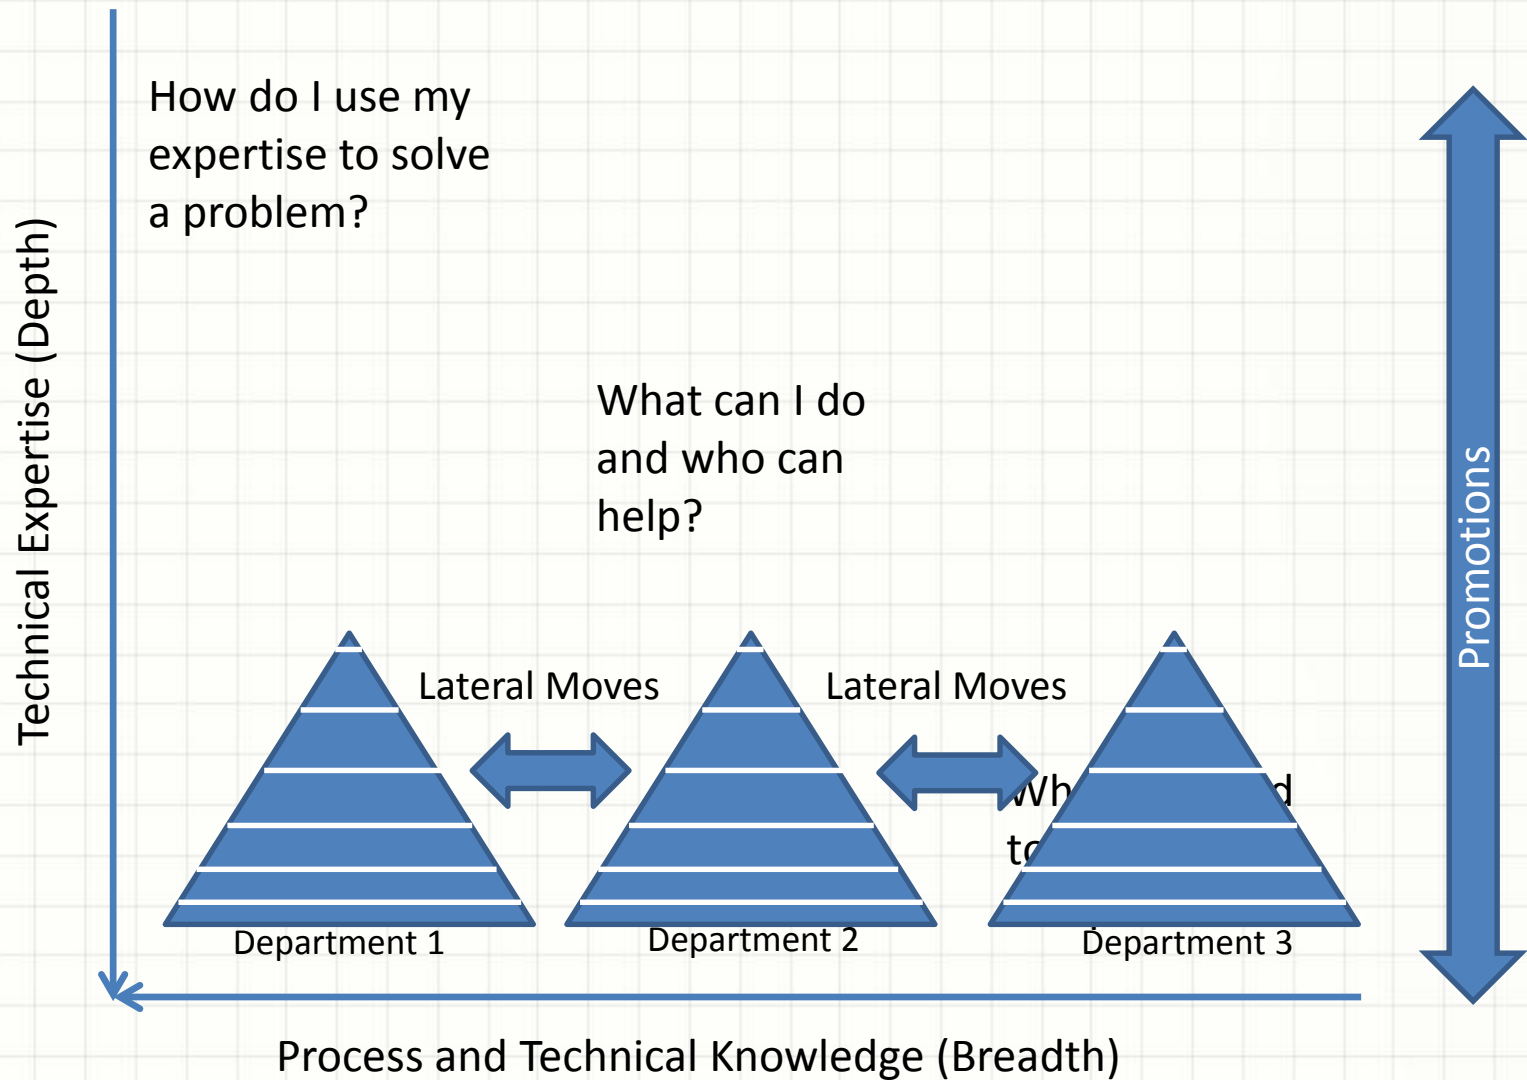 How do I use my
expertise to solve
a problem?
Technical Expertise (Depth)
What can I do
and who can
help?
Promotions
Lateral Moves
Lateral Moves
Department 1
Department 2
Department 3
Process and Technical Knowledge (Breadth)